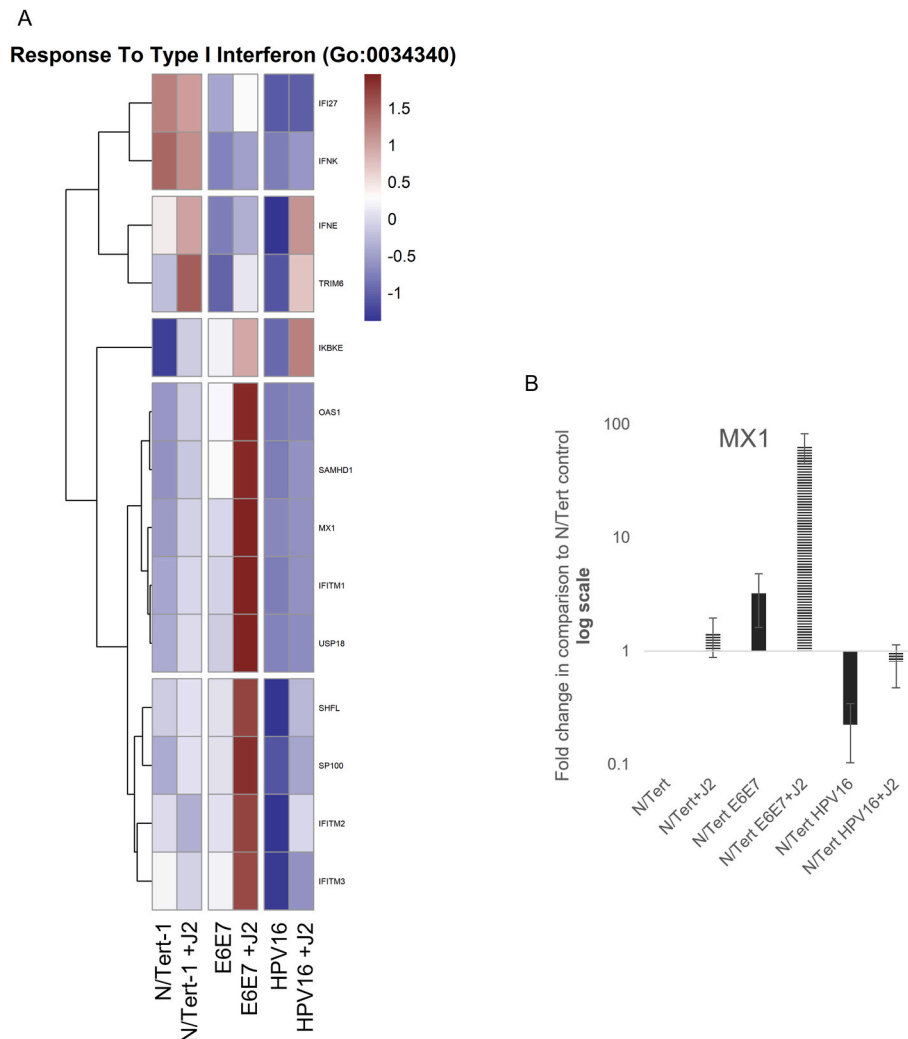 A
Response To Type I Interferon (Go:0034340)
IFI27
IFNK
IFNE
TRIM6
IKBKE
OAS1
SAMHD1
MX1
IFITM1
USP18
SHFL
SP100
IFITM2
IFITM3
1.5
1
0.5
0
-0.5
-1
N/Tert-1
N/Tert-1 +J2
E6E7
E6E7 +J2
HPV16
HPV16 +J2
B
MX1
Fold change in comparison to N/Tert control
log scale
100
10
1
0.1
N/Tert
N/Tert+J2
N/Tert E6E7
N/Tert E6E7+J2
N/Tert HPV16
N/Tert HPV16+J2